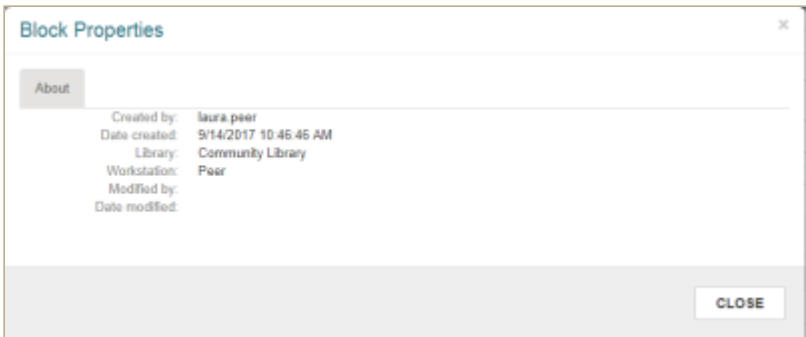 Block Properties ×
About
Created by: laura.peer
Date created: 9/14/2017 10:46:46 AM
Library: Community Library
Workstation: Peer
Modified by:
Date modified:
CLOSE